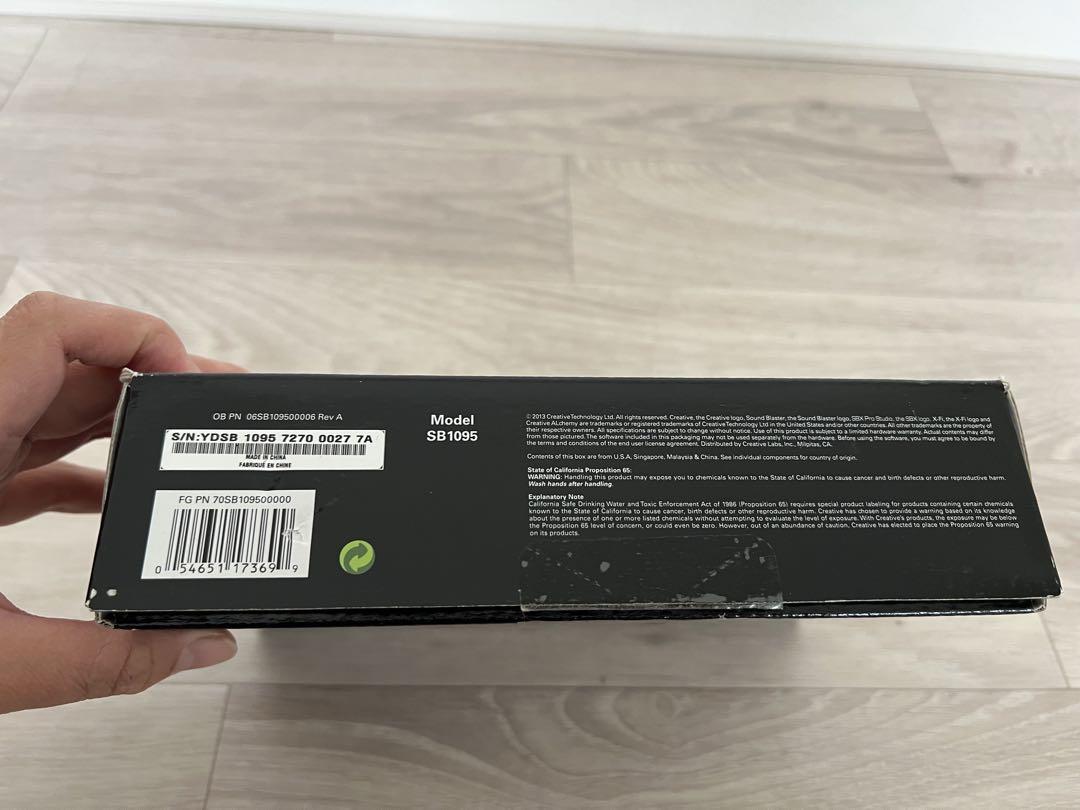 OB PN 06SB109500006 Rev A
S/N:YDSB 1095 7270 0027 7A
MADE IN CHINA
FABRIQUÉ EN CHINE
FG PN 70SB109500000
0 54651 17369 9
Model
SB1095
© 2013 Creative Technology Ltd. All rights reserved. Creative, the Creative logo, Sound Blaster, the Sound Blaster logo, SBX Pro Studio, the SBX logo, X-Fi, the X-Fi logo and
Creative ALchemy are trademarks or registered trademarks of Creative Technology Ltd in the United States and/or other countries. All other trademarks are the property of
their respective owners. All specifications are subject to change without notice. Use of this product is subject to a limited hardware warranty. Actual contents may differ
from those pictured. The software included in this packaging may not be used separately from the hardware. Before using the software, you must agree to be bound by
the terms and conditions of the end user license agreement. Distributed by Creative Labs, Inc., Milpitas, CA.
Contents of this box are from U.S.A, Singapore, Malaysia & China. See individual components for country of origin.
State of California Proposition 65:
WARNING: Handling this product may expose you to chemicals known to the State of California to cause cancer and birth defects or other reproductive harm.
Wash hands after handling.
Explanatory Note
California Safe Drinking Water and Toxic Enforcement Act of 1986 (Proposition 65) requires special product labeling for products containing certain chemicals
known to the State of California to cause cancer, birth defects or other reproductive harm. Creative has chosen to provide a warning based on its knowledge
about the presence of one or more listed chemicals without attempting to evaluate the level of exposure. With Creative's products, the exposure may be below
the Proposition 65 level of concern, or could even be zero. However, out of an abundance of caution, Creative has elected to place the Proposition 65 warning
on its products.